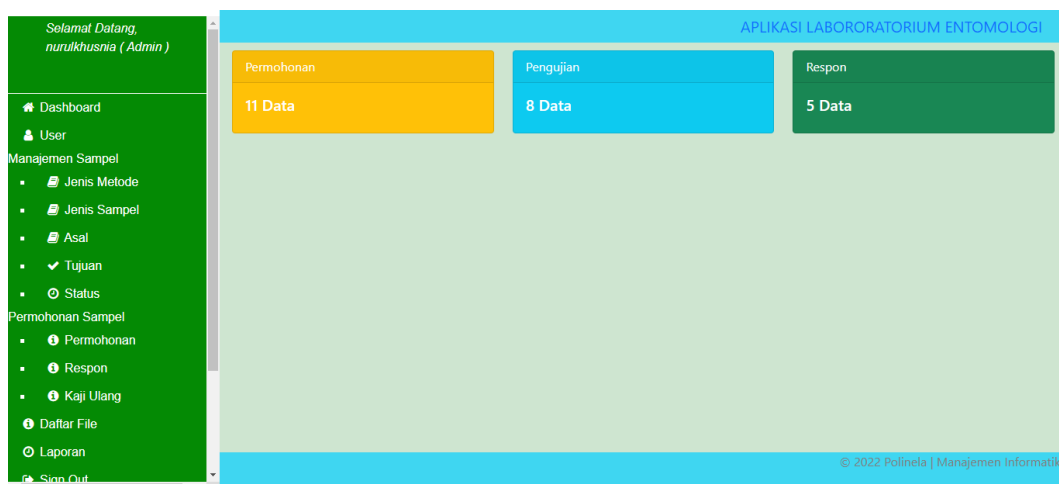 Selamat Datang,
nurulkhusnia ( Admin )
Dashboard
User
Manajemen Sampel
Jenis Metode
Jenis Sampel
Asal
Tujuan
Status
Permohonan Sampel
Permohonan
Respon
Kaji Ulang
Daftar File
Laporan
Sign Out
APLIKASI LABORORATORIUM ENTOMOLOGI
Permohonan
11 Data
Pengujian
8 Data
Respon
5 Data
© 2022 Polinela | Manajemen Informatik